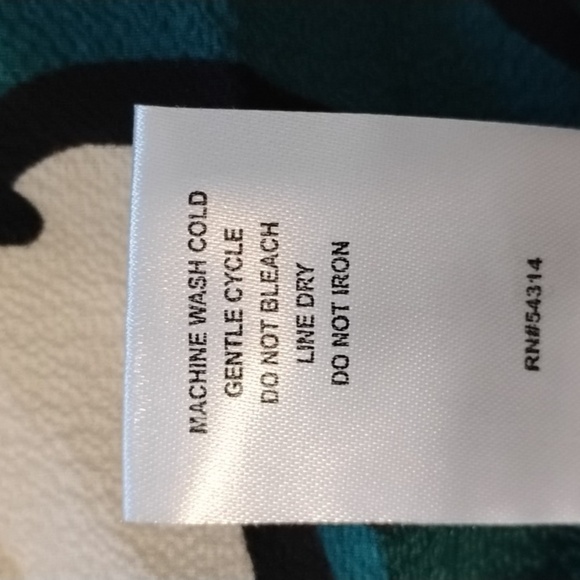 MACHINE WASH COLD
GENTLE CYCLE
DO NOT BLEACH
LINE DRY
DO NOT IRON
RN#54314